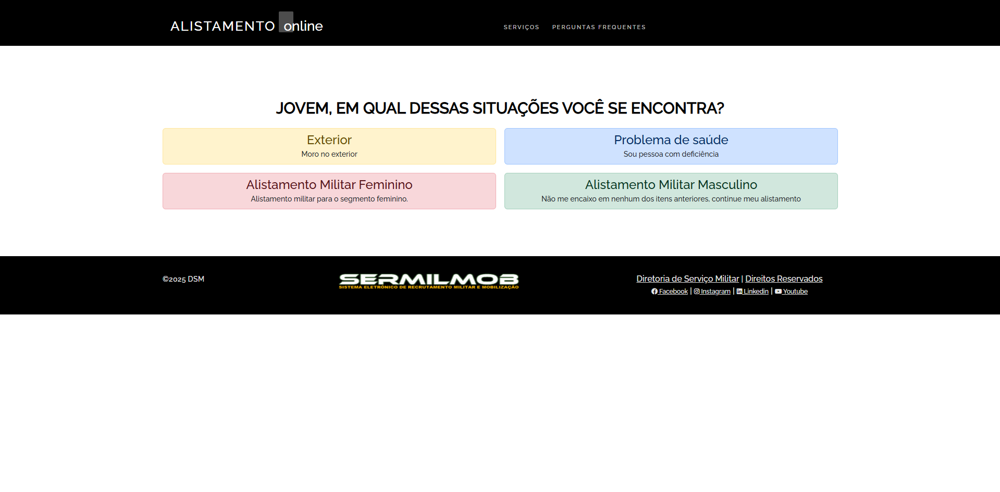 ALISTAMENTO online
SERVIÇOS PERGUNTAS FREQUENTES
JOVEM, EM QUAL DESSAS SITUAÇÕES VOCÊ SE ENCONTRA?
Exterior
Moro no exterior
Problema de saúde
Sou pessoa com deficiência
Alistamento Militar Feminino
Alistamento militar para o segmento feminino.
Alistamento Militar Masculino
Não me encaixo em nenhum dos itens anteriores, continue meu alistamento
©2025 DSM
SERMILMOB
SISTEMA ELETRÔNICO DE RECRUTAMENTO MILITAR E MOBILIZAÇÃO
Diretoria de Serviço Militar | Direitos Reservados
Facebook | Instagram | Linkedin | Youtube